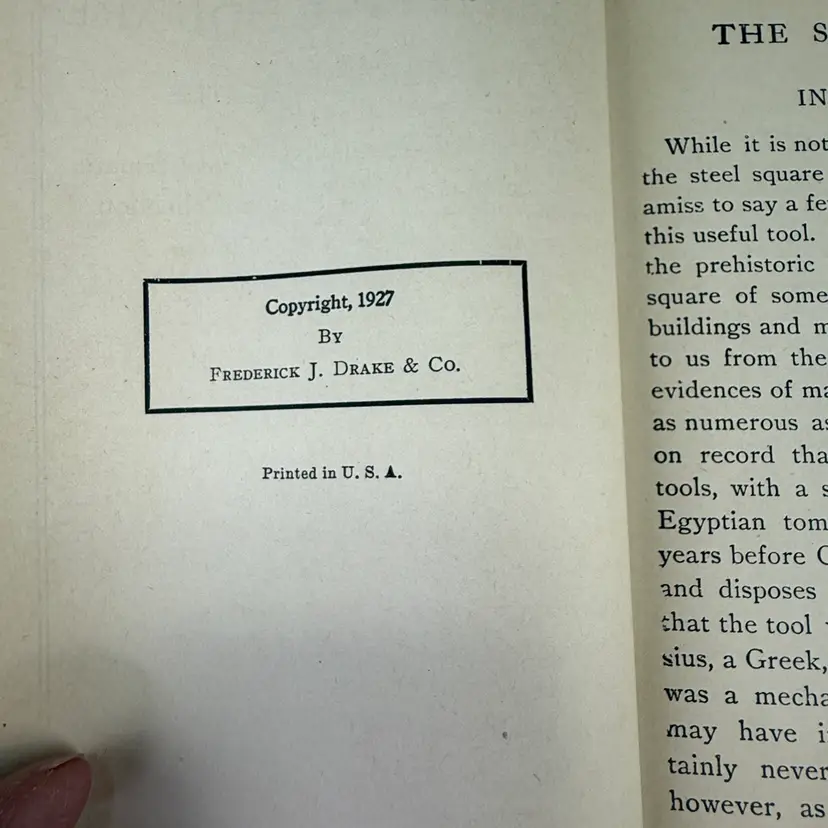 Copyright, 1927
By
Frederick J. Drake & Co.
Printed in U. S. A.
THE S
IN
While it is not
the steel square
amiss to say a fe
this useful tool.
the prehistoric
square of some
buildings and m
to us from the
evidences of ma
as numerous as
on record tha
tools, with a s
Egyptian tom
years before C
and disposes
that the tool
sius, a Greek,
was a mecha
may have i
tainly never
however, as